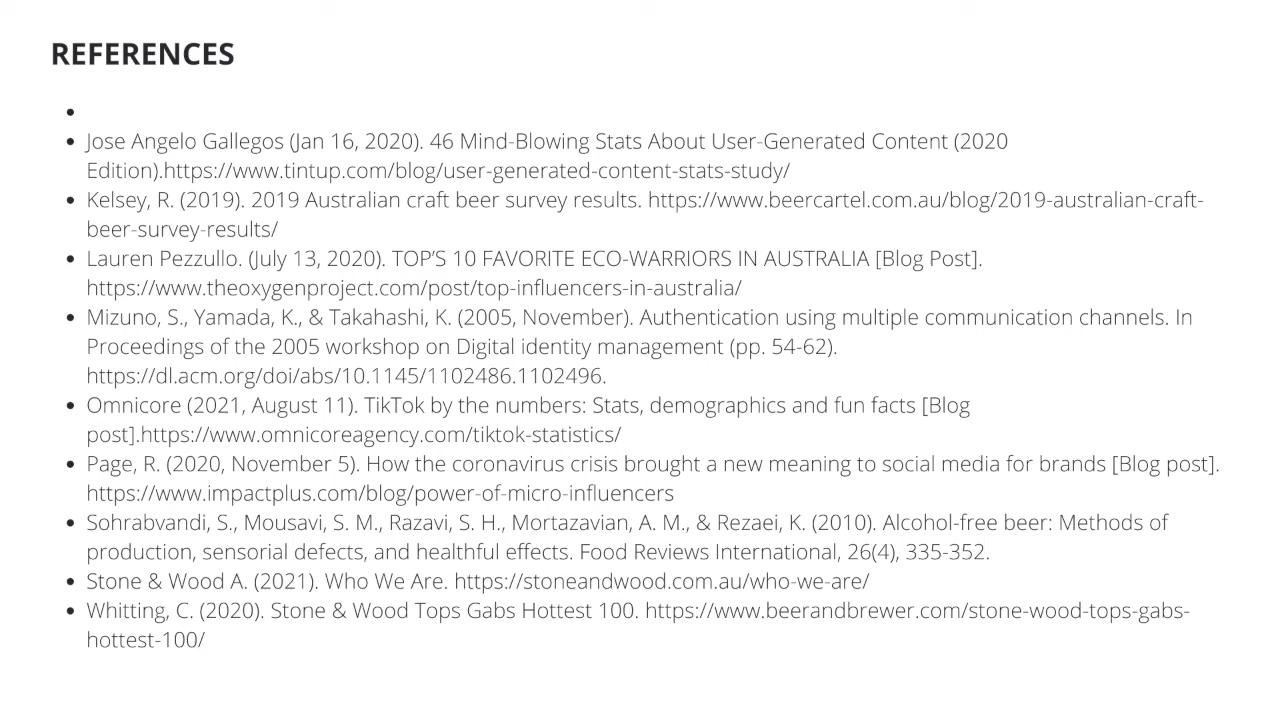 REFERENCES
•
• Jose Angelo Gallegos (Jan 16, 2020). 46 Mind-Blowing Stats About User-Generated Content (2020
Edition).https://www.tintup.com/blog/user-generated-content-stats-study/
• Kelsey, R. (2019). 2019 Australian craft beer survey results. https://www.beercartel.com.au/blog/2019-australian-craft-
beer-survey-results/
• Lauren Pezzullo. (July 13, 2020). TOP’S 10 FAVORITE ECO-WARRIORS IN AUSTRALIA [Blog Post].
https://www.theoxygenproject.com/post/top-influencers-in-australia/
• Mizuno, S., Yamada, K., & Takahashi, K. (2005, November). Authentication using multiple communication channels. In
Proceedings of the 2005 workshop on Digital identity management (pp. 54-62).
https://dl.acm.org/doi/abs/10.1145/1102486.1102496.
• Omnicore (2021, August 11). TikTok by the numbers: Stats, demographics and fun facts [Blog
post].https://www.omnicoreagency.com/tiktok-statistics/
• Page, R. (2020, November 5). How the coronavirus crisis brought a new meaning to social media for brands [Blog post].
https://www.impactplus.com/blog/power-of-micro-influencers
• Sohrabvandi, S., Mousavi, S. M., Razavi, S. H., Mortazavian, A. M., & Rezaei, K. (2010). Alcohol-free beer: Methods of
production, sensorial defects, and healthful effects. Food Reviews International, 26(4), 335-352.
• Stone & Wood A. (2021). Who We Are. https://stoneandwood.com.au/who-we-are/
• Whitting, C. (2020). Stone & Wood Tops Gabs Hottest 100. https://www.beerandbrewer.com/stone-wood-tops-gabs-
hottest-100/